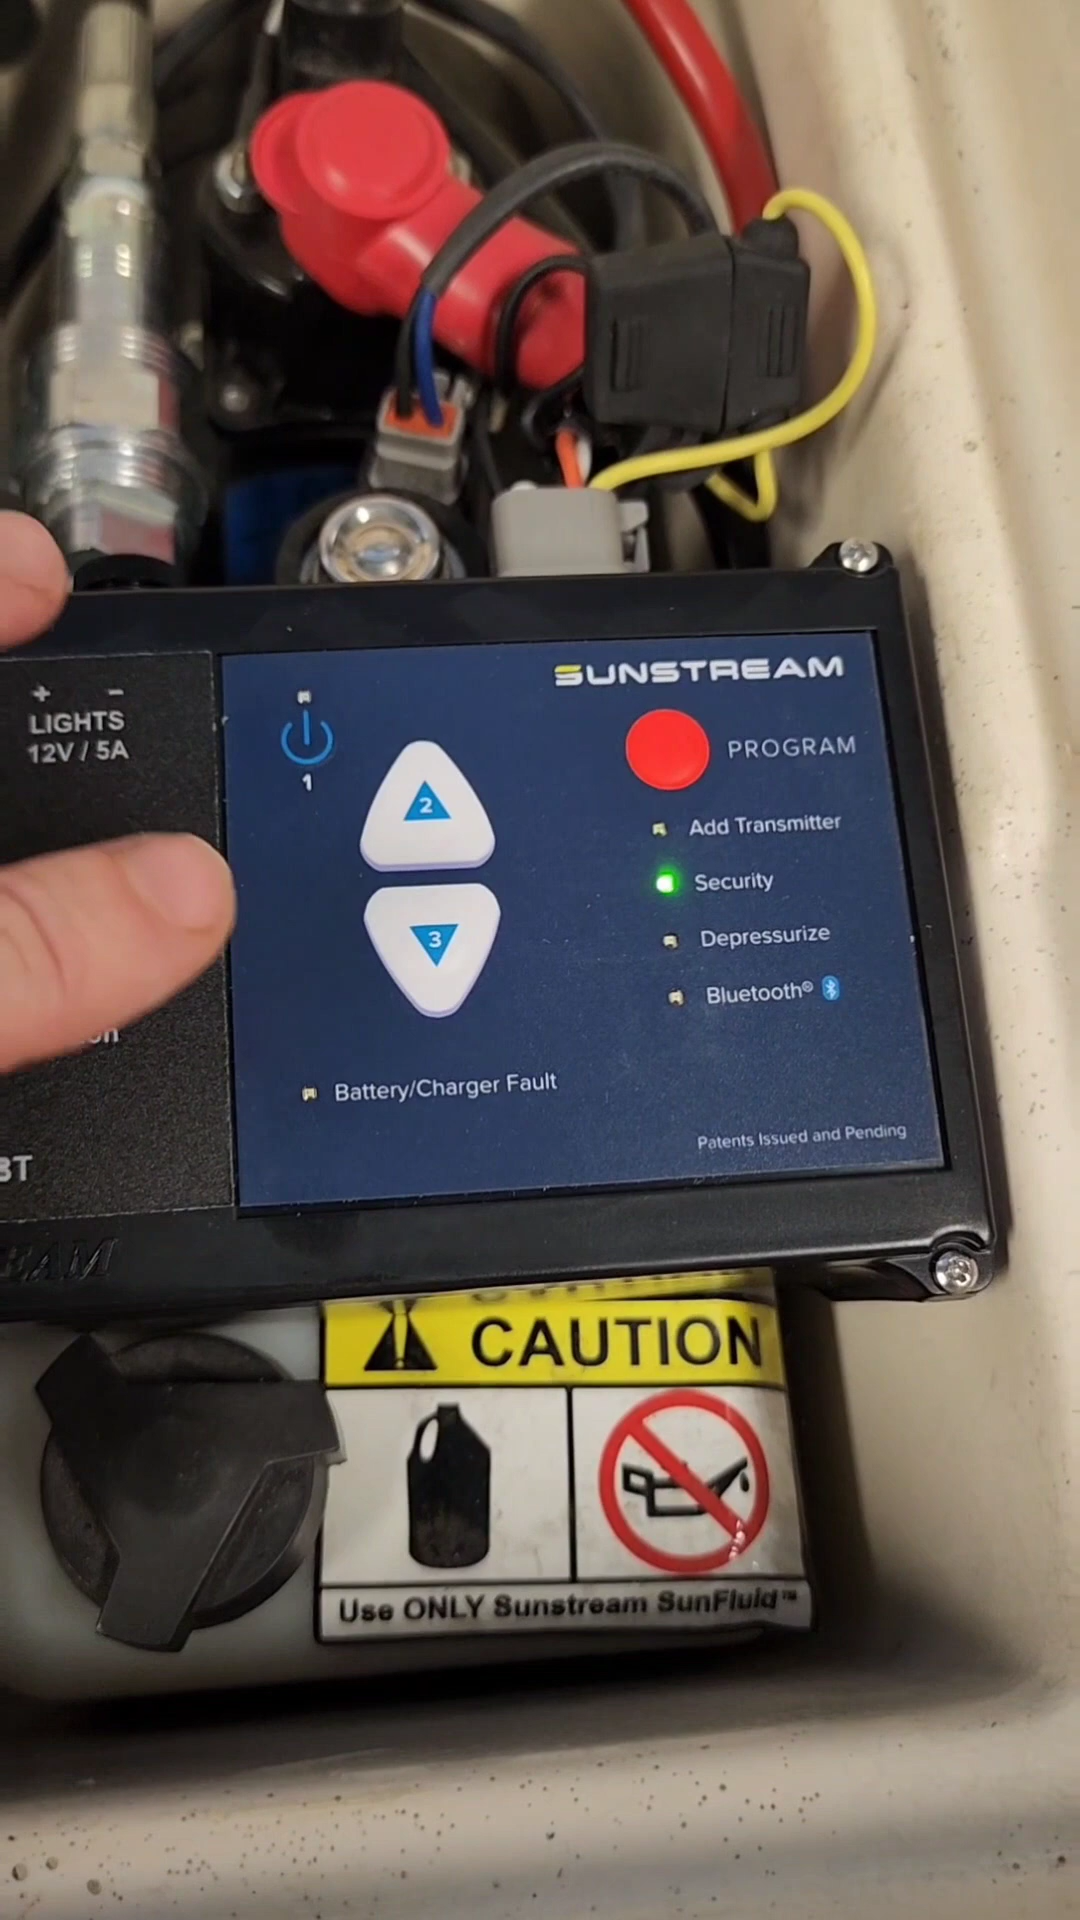 SUNSTREAM
+ -
LIGHTS
12V / 5A
1
2
3
PROGRAM
Add Transmitter
Security
Depressurize
Bluetooth®
Battery/Charger Fault
Patents Issued and Pending
BT
CAUTION
Use ONLY Sunstream SunFluid™